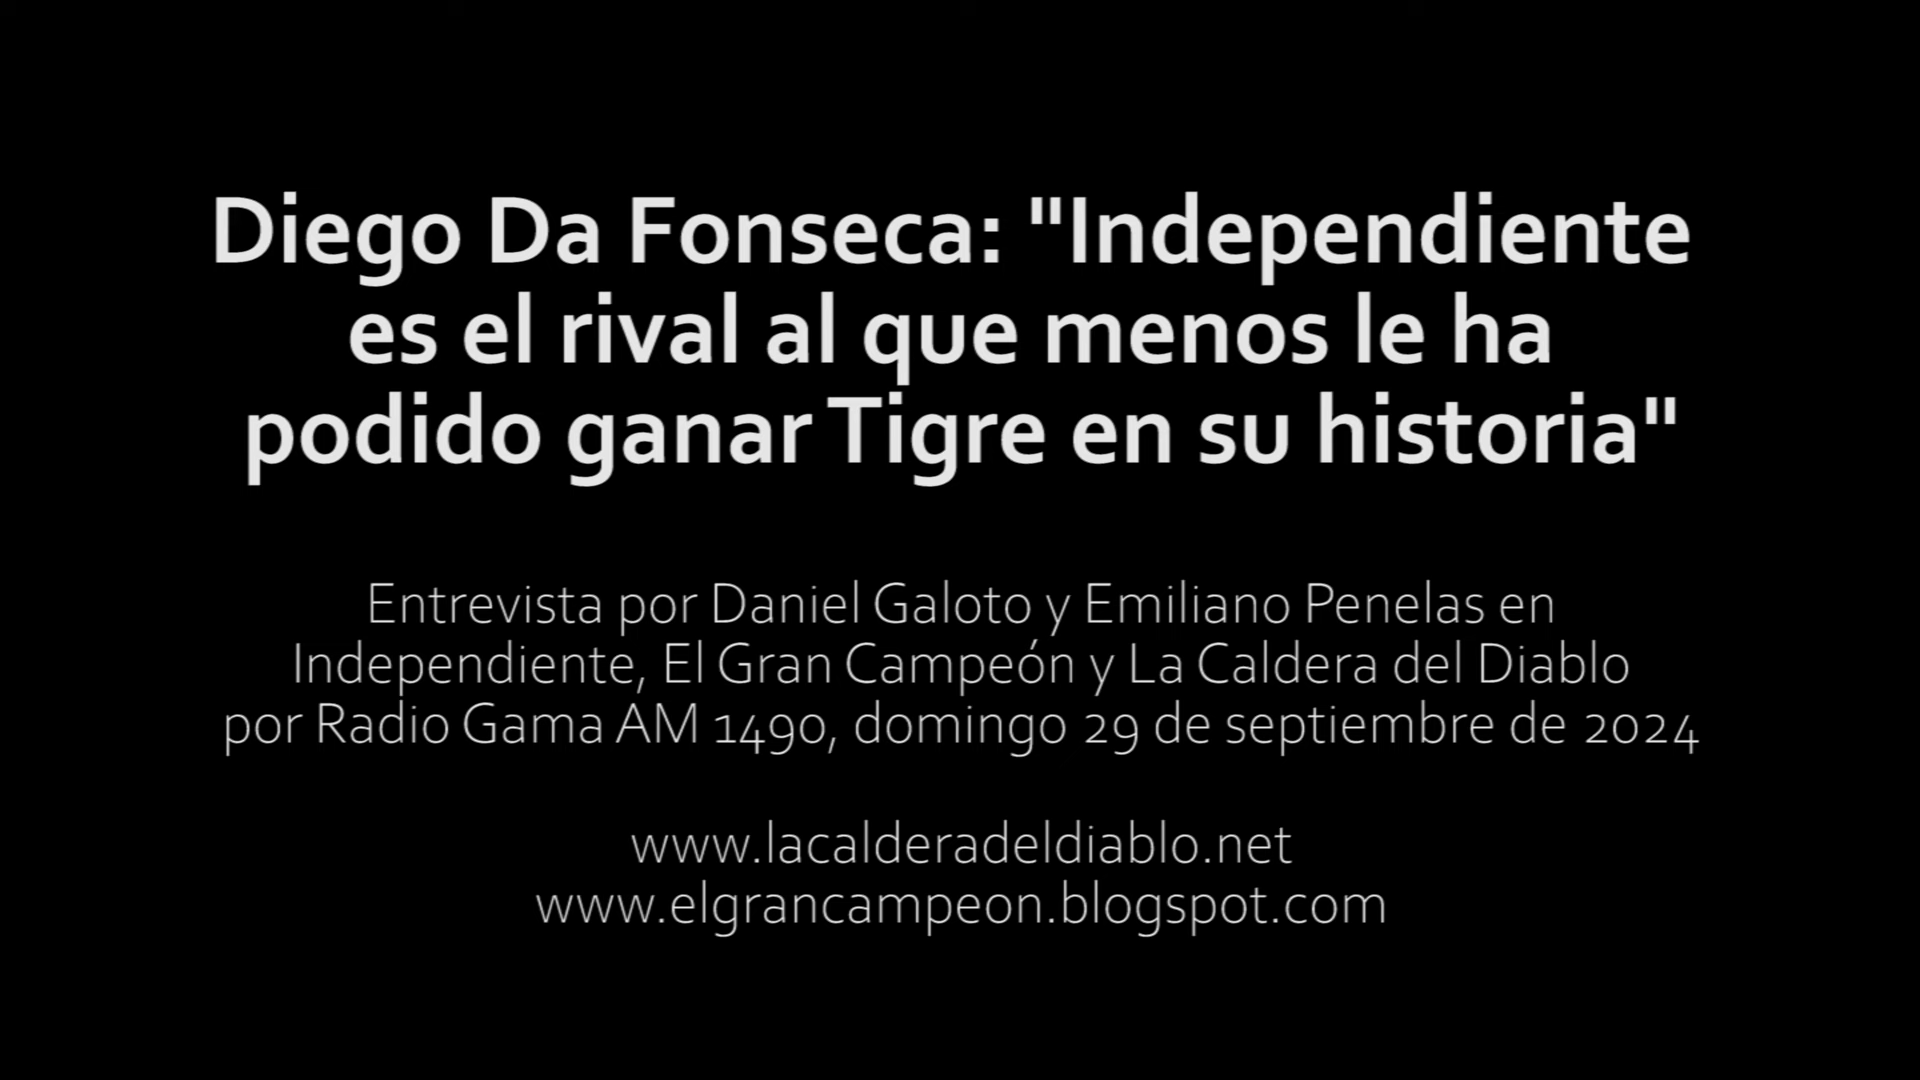 Diego Da Fonseca: "Independiente
es el rival al que menos le ha
podido ganar Tigre en su historia"
Entrevista por Daniel Galoto y Emiliano Penelas en
Independiente, El Gran Campeón y La Caldera del Diablo
por Radio Gama AM 1490, domingo 29 de septiembre de 2024
www.lacalderadeldiablo.net
www.elgrancampeon.blogspot.com